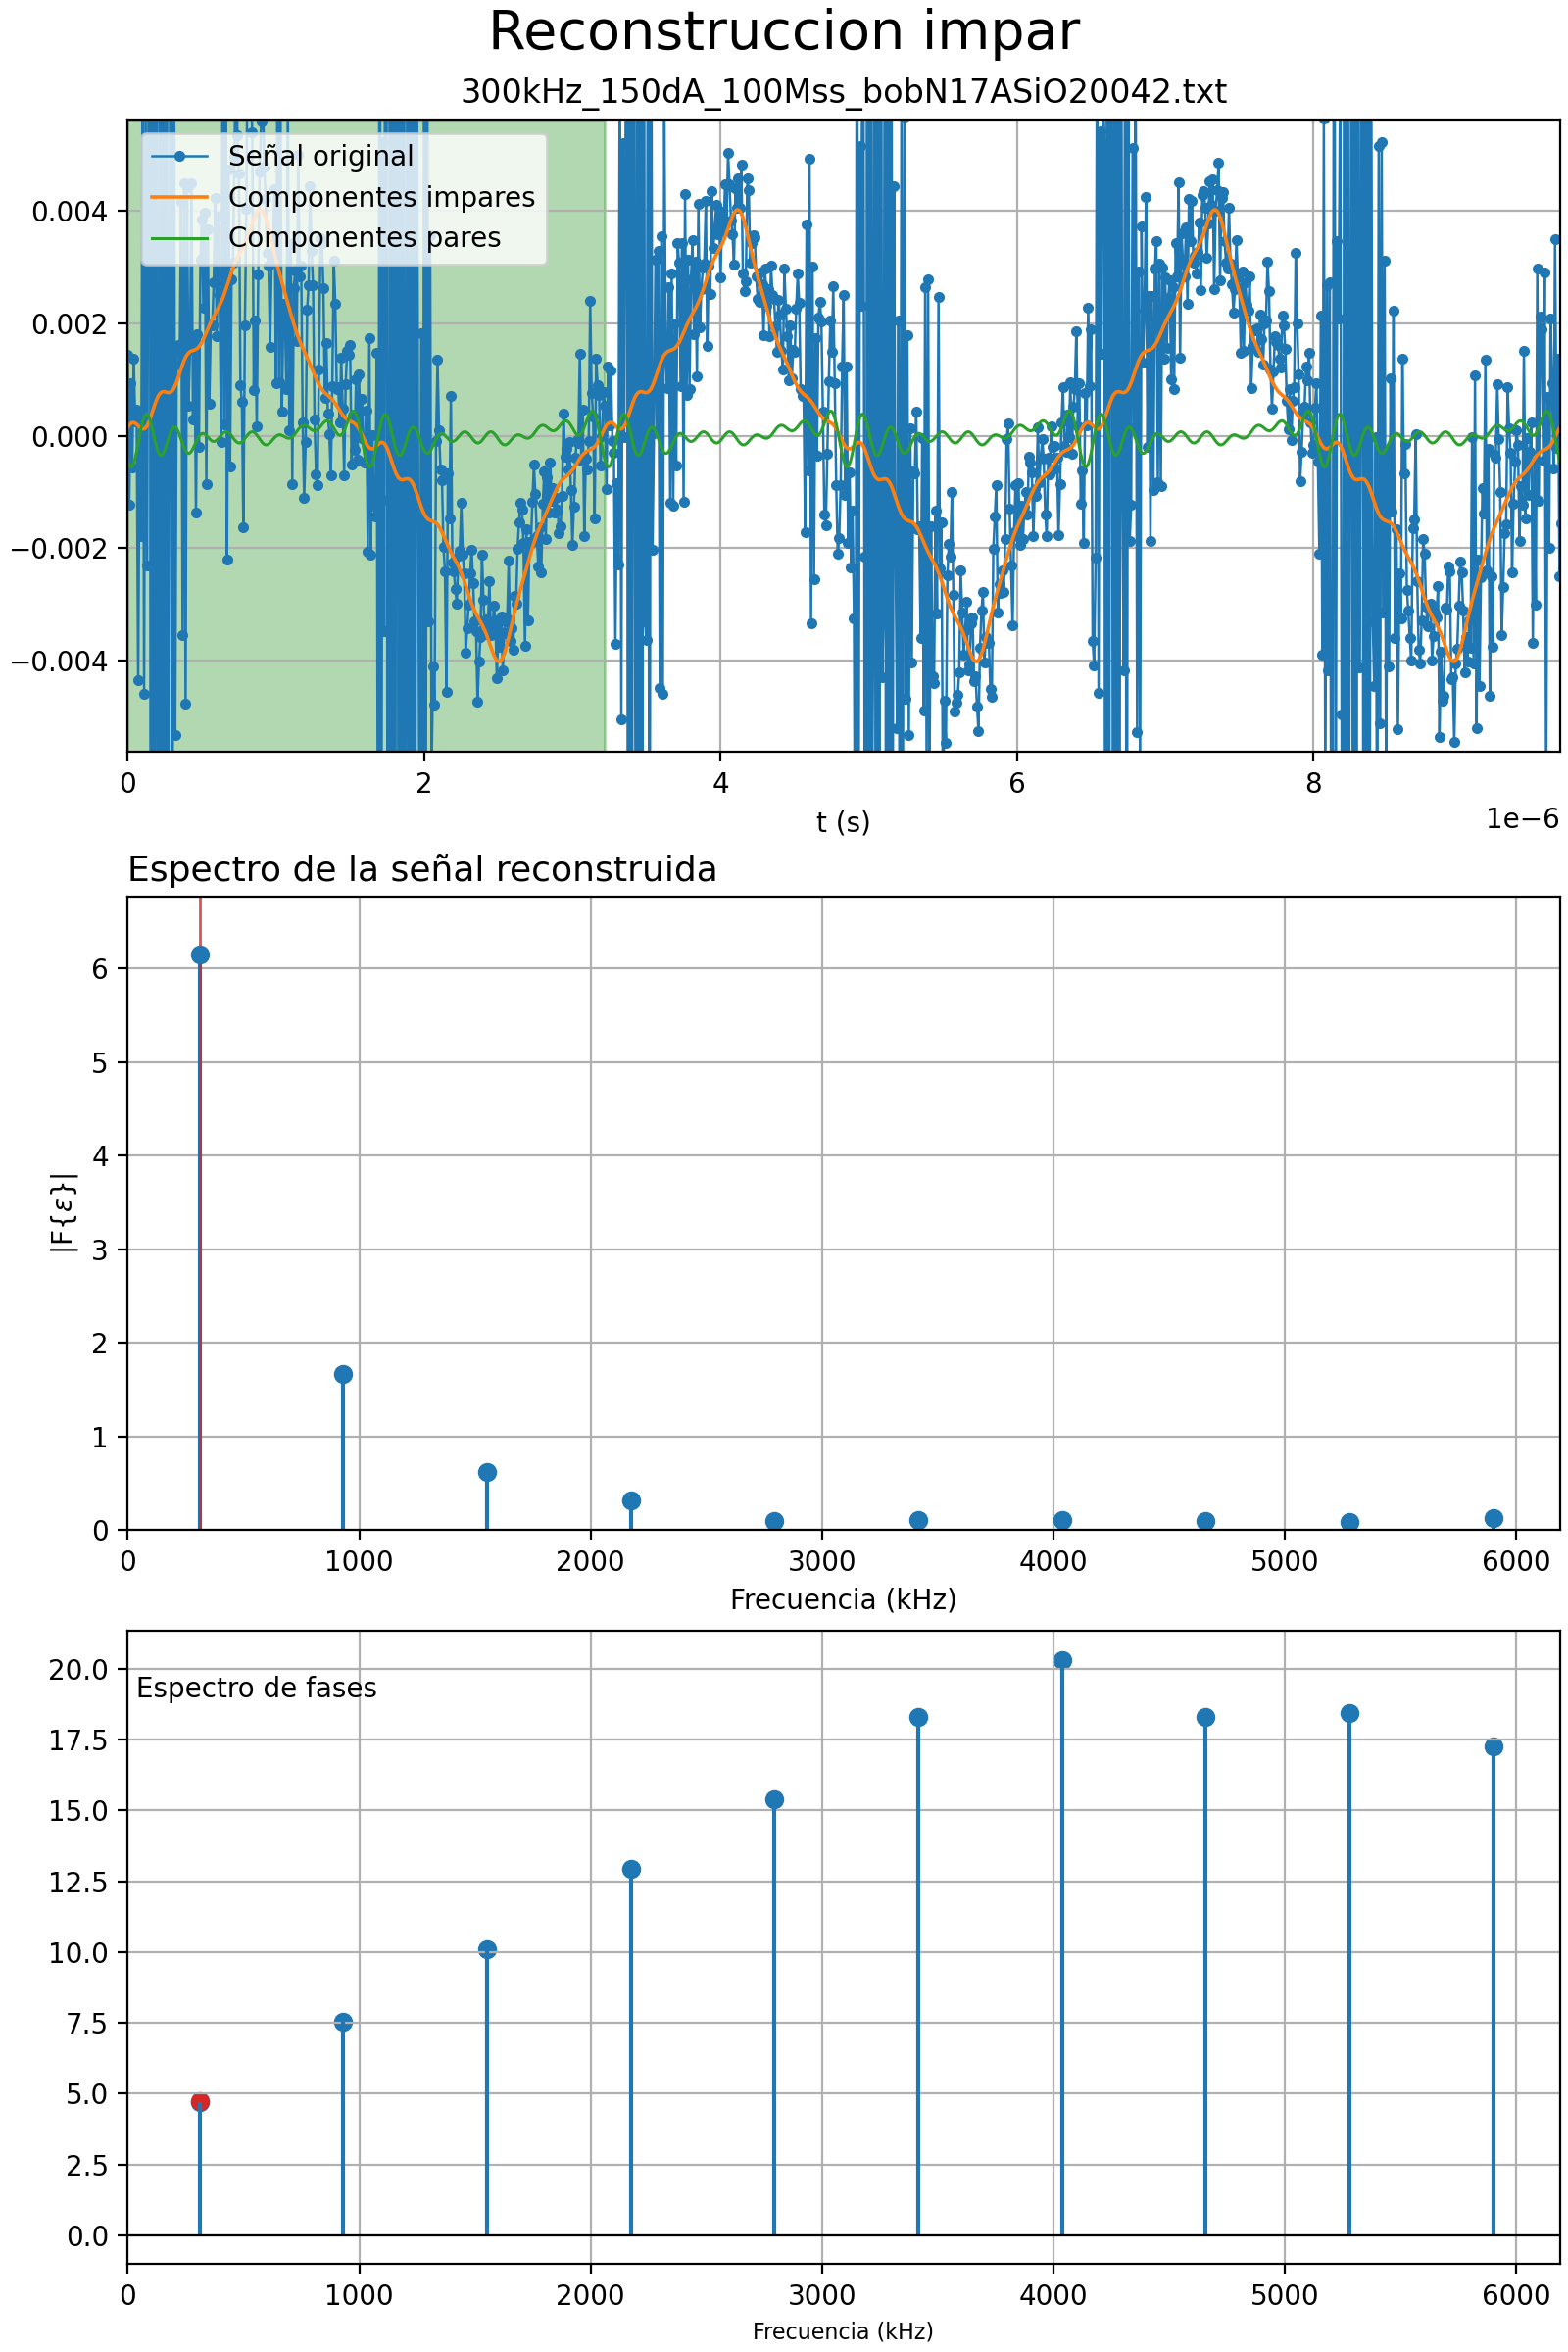 Reconstruccion impar
300kHz_150dA_100Mss_bobN17ASiO20042.txt
Señal original
Componentes impares
Componentes pares
0.004
0.002
0.000
−0.002
−0.004
0 2 4 6 8
1e−6
t (s)
Espectro de la señal reconstruida
6
5
4
3
2
1
0
|F{ε}|
0 1000 2000 3000 4000 5000 6000
Frecuencia (kHz)
Espectro de fases
20.0
17.5
15.0
12.5
10.0
7.5
5.0
2.5
0.0
0 1000 2000 3000 4000 5000 6000
Frecuencia (kHz)